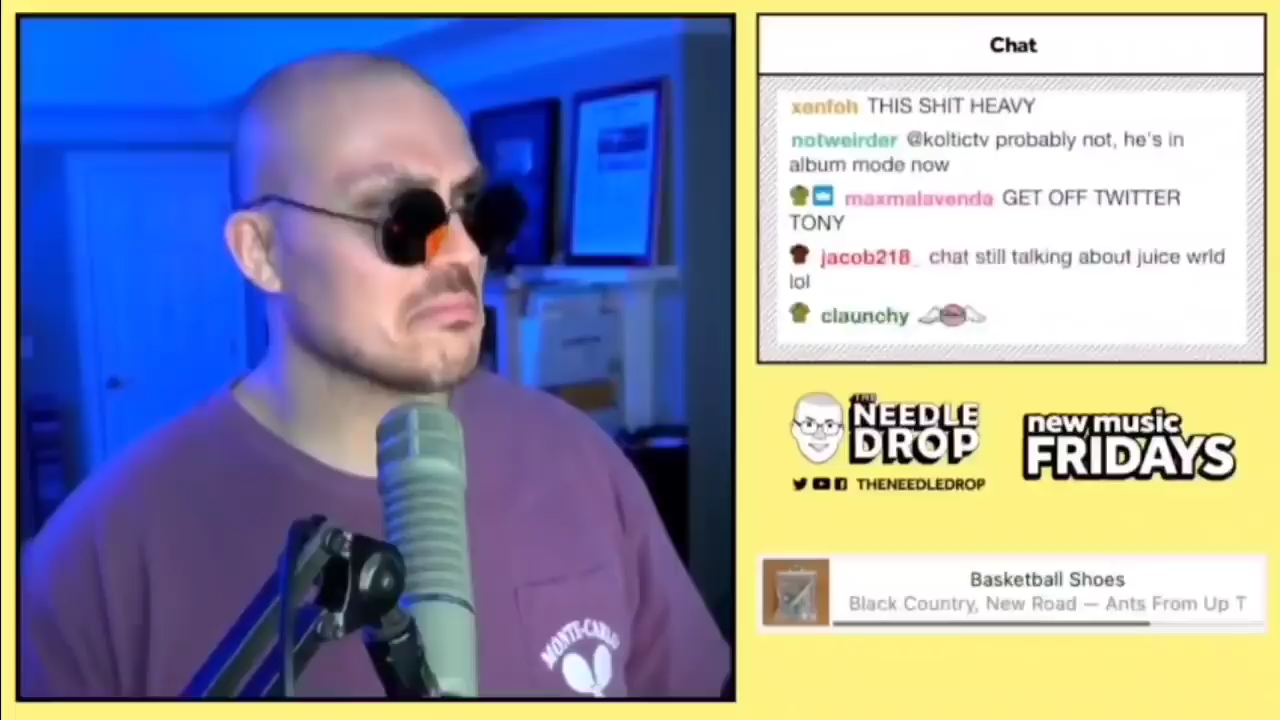 Chat
xenfoh THIS SHIT HEAVY
notweirder @koltictv probably not, he's in
album mode now
maxmalavenda GET OFF TWITTER
TONY
jacob218_ chat still talking about juice wrld
lol
claunchy
THE
NEEDLE
DROP
THENEEDLEDROP
new music
FRIDAYS
Basketball Shoes
Black Country, New Road — Ants From Up T
MONTE-CARLO